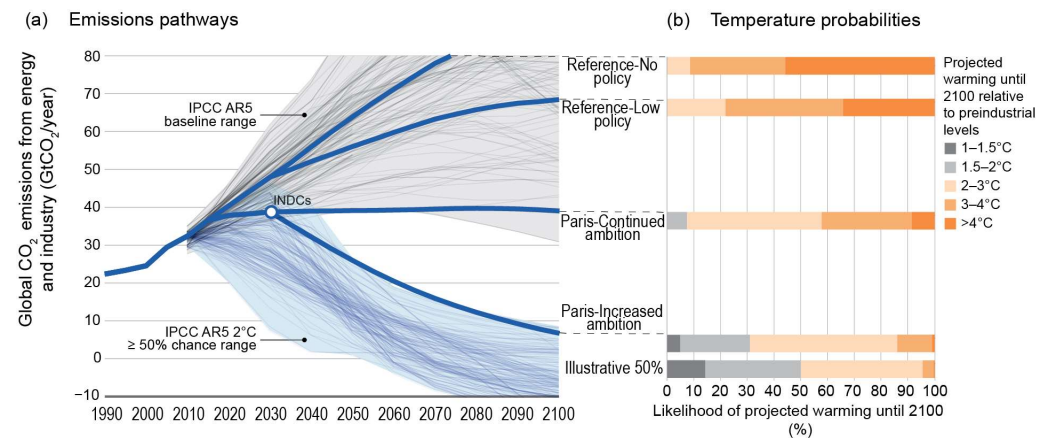 (a) Emissions pathways
Global CO2 emissions from energy
and industry (GtCO2/year)
80
70
60
50
40
30
20
10
0
−10
1990 2000 2010 2020 2030 2040 2050 2060 2070 2080 2090 2100
IPCC AR5
baseline range
INDCs
IPCC AR5 2°C
≥ 50% chance range
Reference-No
policy
Reference-Low
policy
Paris-Continued
ambition
Paris-Increased
ambition
Illustrative 50%
(b) Temperature probabilities
0 10 20 30 40 50 60 70 80 90 100
Likelihood of projected warming until 2100
(%)
Projected
warming until
2100 relative
to preindustrial
levels
1–1.5°C
1.5–2°C
2–3°C
3–4°C
>4°C